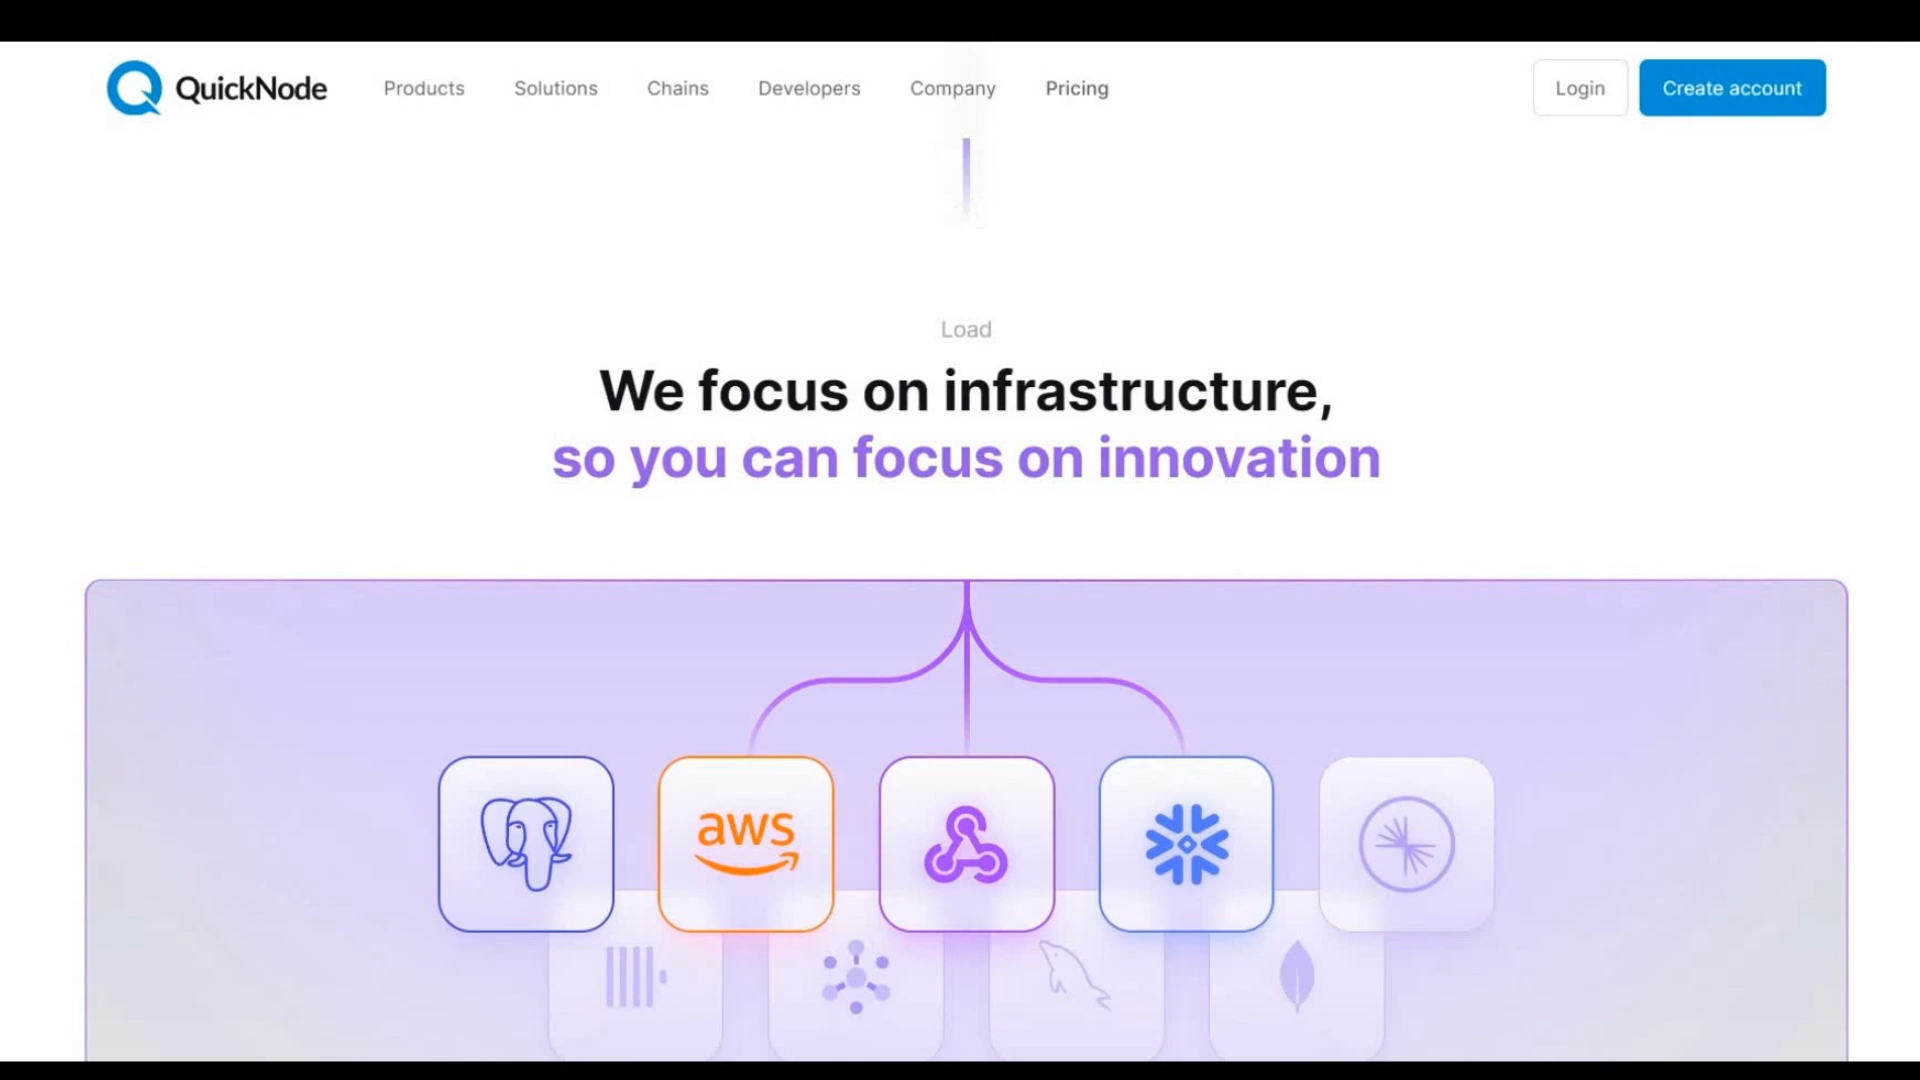 QuickNode
Products
Solutions
Chains
Developers
Company
Pricing
Login
Create account
Load
We focus on infrastructure,
so you can focus on innovation
aws